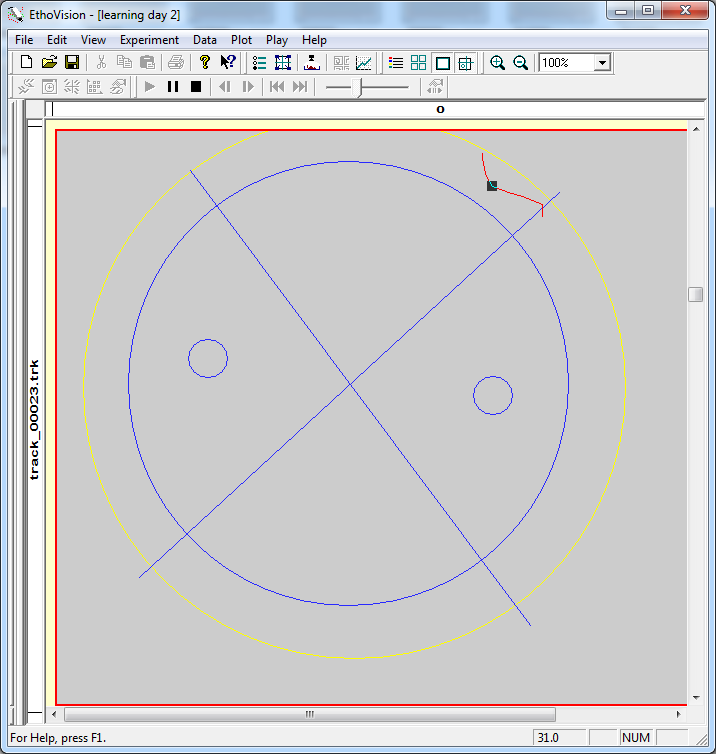 EthoVision - [learning day 2]
File Edit View Experiment Data Plot Play Help
100%
0
track_00023.trk
For Help, press F1.
31.0
NUM